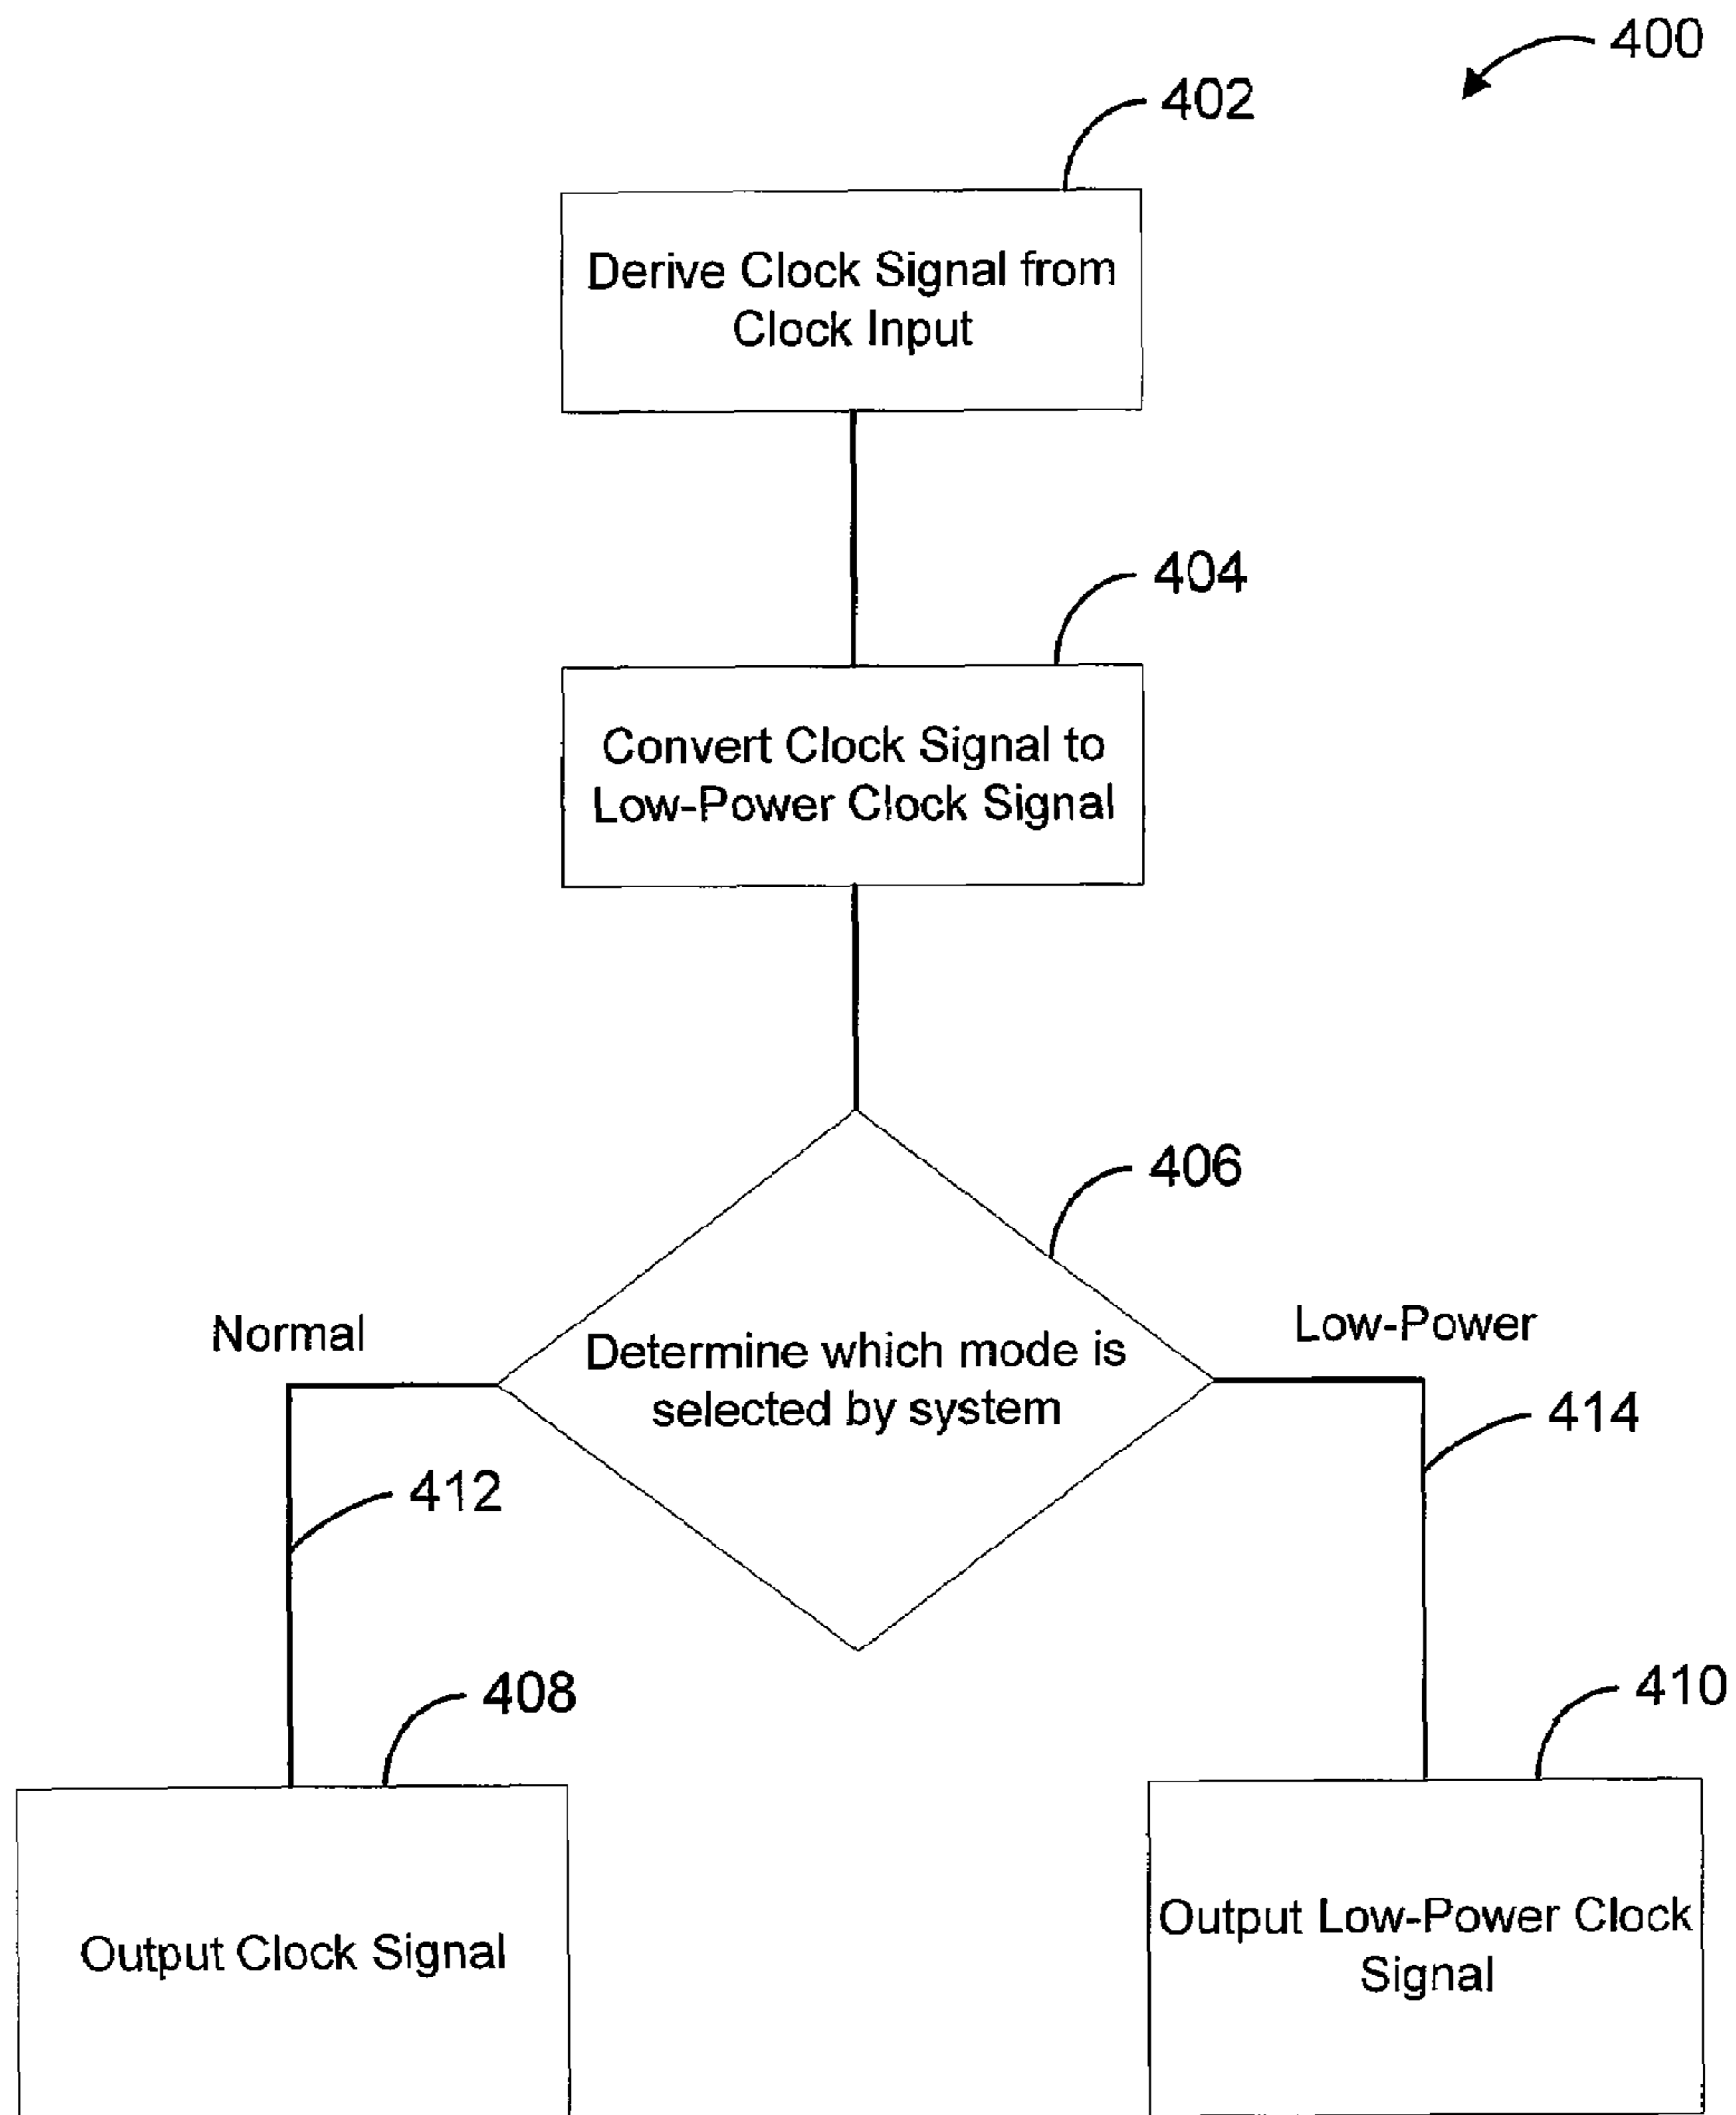 400
402
Derive Clock Signal from
Clock Input
404
Convert Clock Signal to
Low-Power Clock Signal
406
Normal
Low-Power
Determine which mode is
selected by system
414
412
408
410
Output Clock Signal
Output Low-Power Clock
Signal